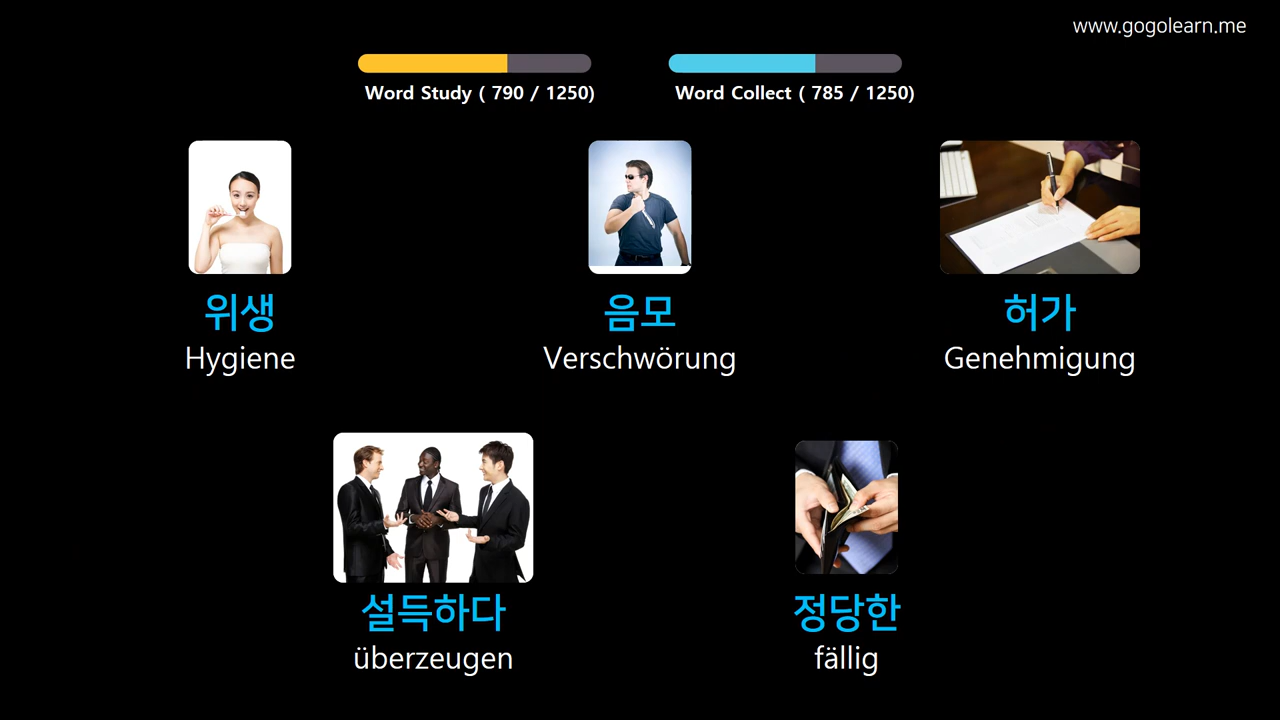 www.gogolearn.me
Word Study ( 790 / 1250)
Word Collect ( 785 / 1250)
위생
Hygiene
음모
Verschwörung
허가
Genehmigung
설득하다
überzeugen
정당한
fällig